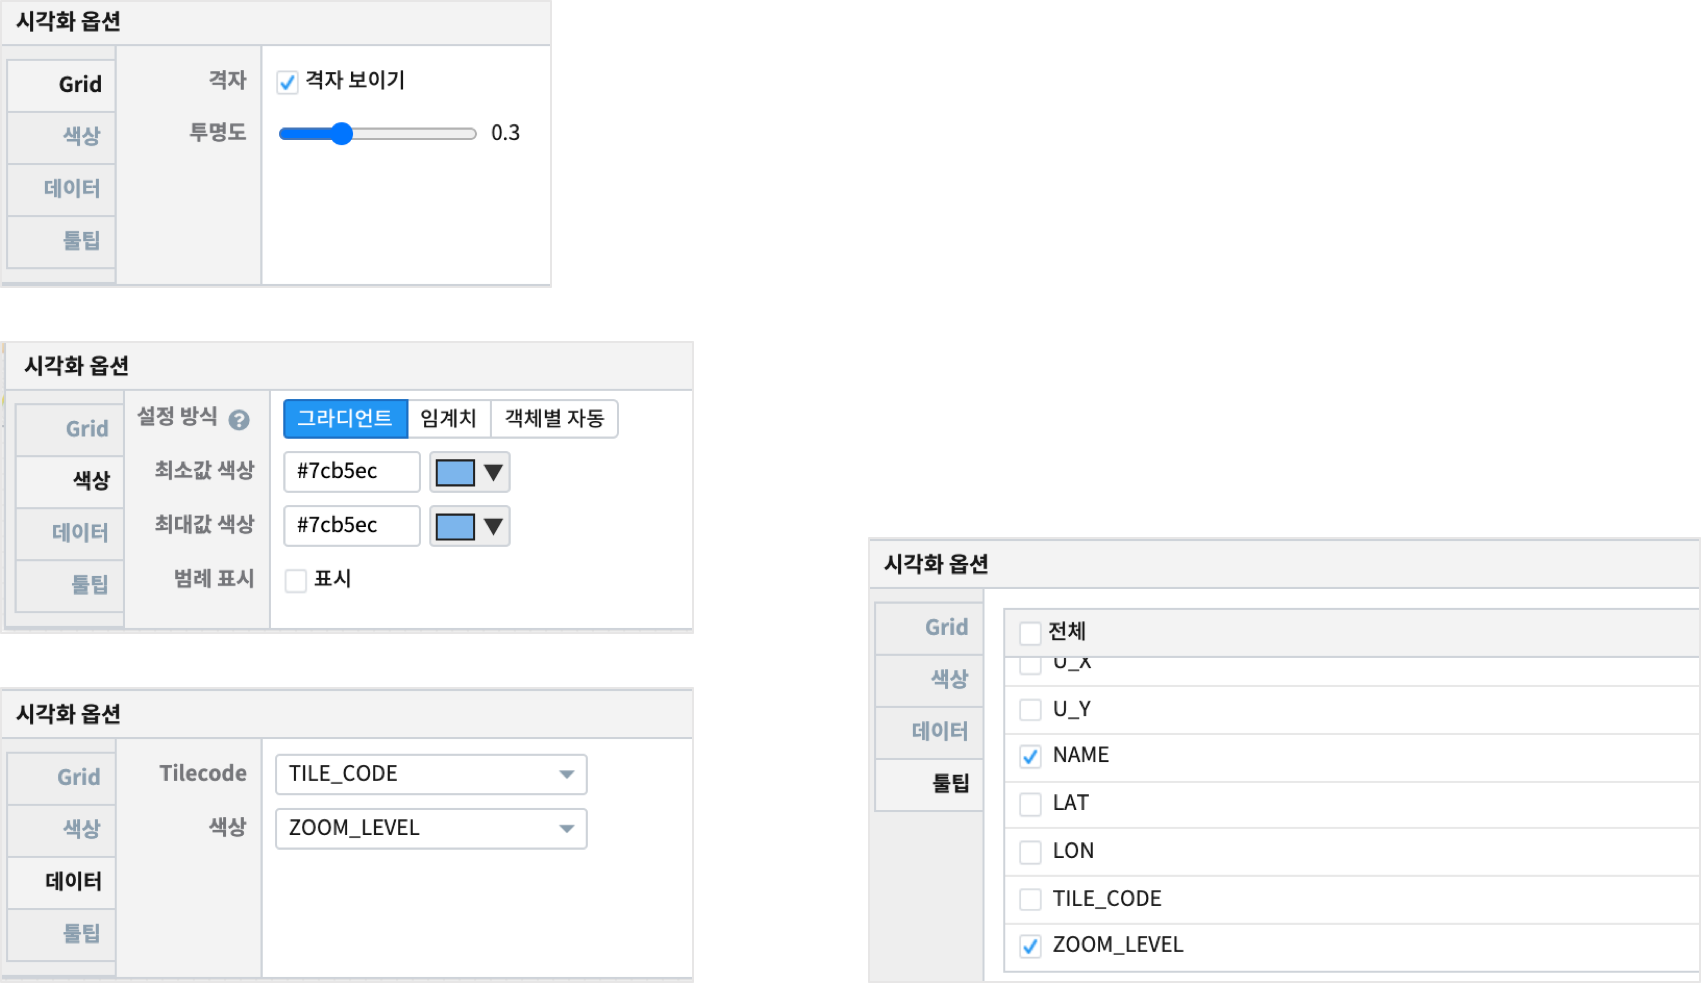 시각화 옵션
Grid
색상
데이터
툴팁
격자
격자 보이기
투명도
0.3
시각화 옵션
Grid
색상
데이터
툴팁
설정 방식 ?
그라디언트 임계치 객체별 자동
최소값 색상
#7cb5ec
최대값 색상
#7cb5ec
범례 표시
표시
시각화 옵션
Grid
색상
데이터
툴팁
Tilecode
TILE_CODE
색상
ZOOM_LEVEL
시각화 옵션
Grid
색상
데이터
툴팁
전체
U_X
U_Y
NAME
LAT
LON
TILE_CODE
ZOOM_LEVEL